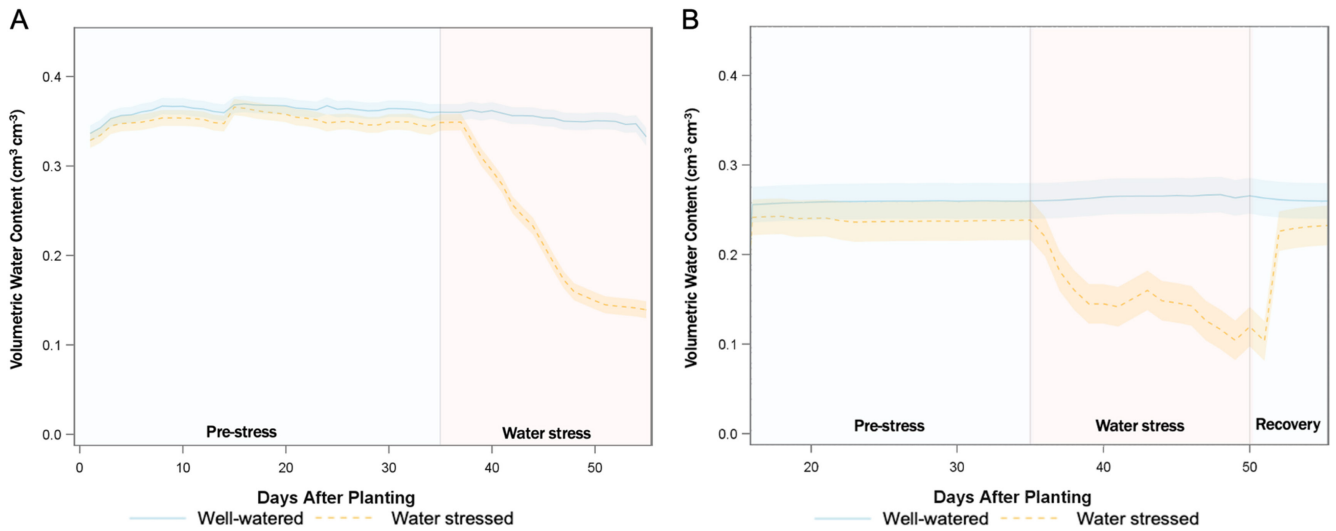 A
Volumetric Water Content (cm³ cm⁻³)
0.4
0.3
0.2
0.1
0.0
Pre-stress
Water stress
0
10
20
30
40
50
Days After Planting
Well-watered
Water stressed
B
Volumetric Water Content (cm³ cm⁻³)
0.4
0.3
0.2
0.1
0.0
Pre-stress
Water stress
Recovery
20
30
40
50
Days After Planting
Well-watered
Water stressed